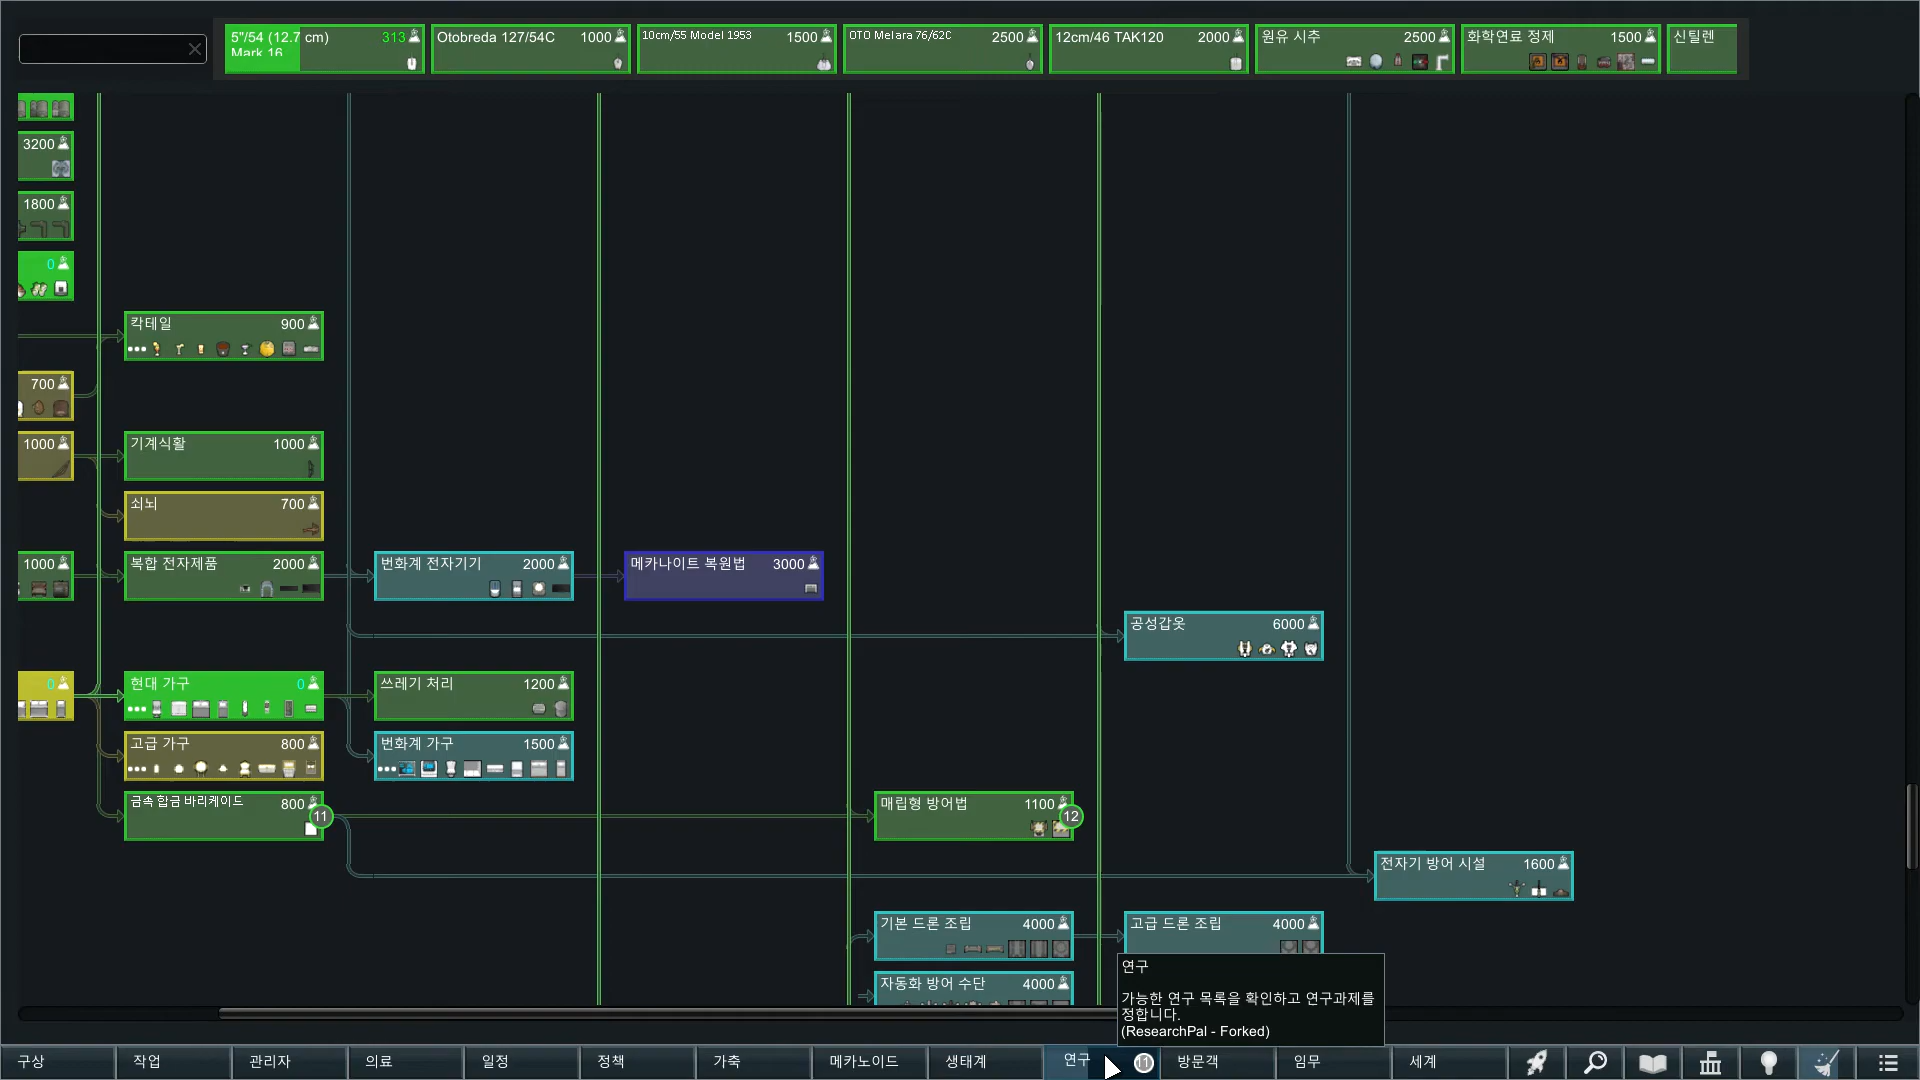 5"/54 (12.7 cm) 313
Mark 16
Otobreda 127/54C 1000
10cm/55 Model 1953 1500
OTO Melara 76/62C 2500
12cm/46 TAK120 2000
원유 시추 2500
화학연료 정제 1500
신틸렌
3200
1800
0
칵테일 900
700
1000
기계식활 1000
쇠뇌 700
1000
복합 전자제품 2000
번화계 전자기기 2000
메카나이트 복원법 3000
공성갑옷 6000
0
현대 가구 0
쓰레기 처리 1200
고급 가구 800
번화계 가구 1500
금속 합금 바리케이드 800
11
매립형 방어법 1100
12
전자기 방어 시설 1600
기본 드론 조립 4000
고급 드론 조립 4000
자동화 방어 수단 4000
연구
가능한 연구 목록을 확인하고 연구과제를
정합니다.
(ResearchPal - Forked)
구상
작업
관리자
의료
일정
정책
가축
메카노이드
생태계
연구
11
방문객
임무
세계